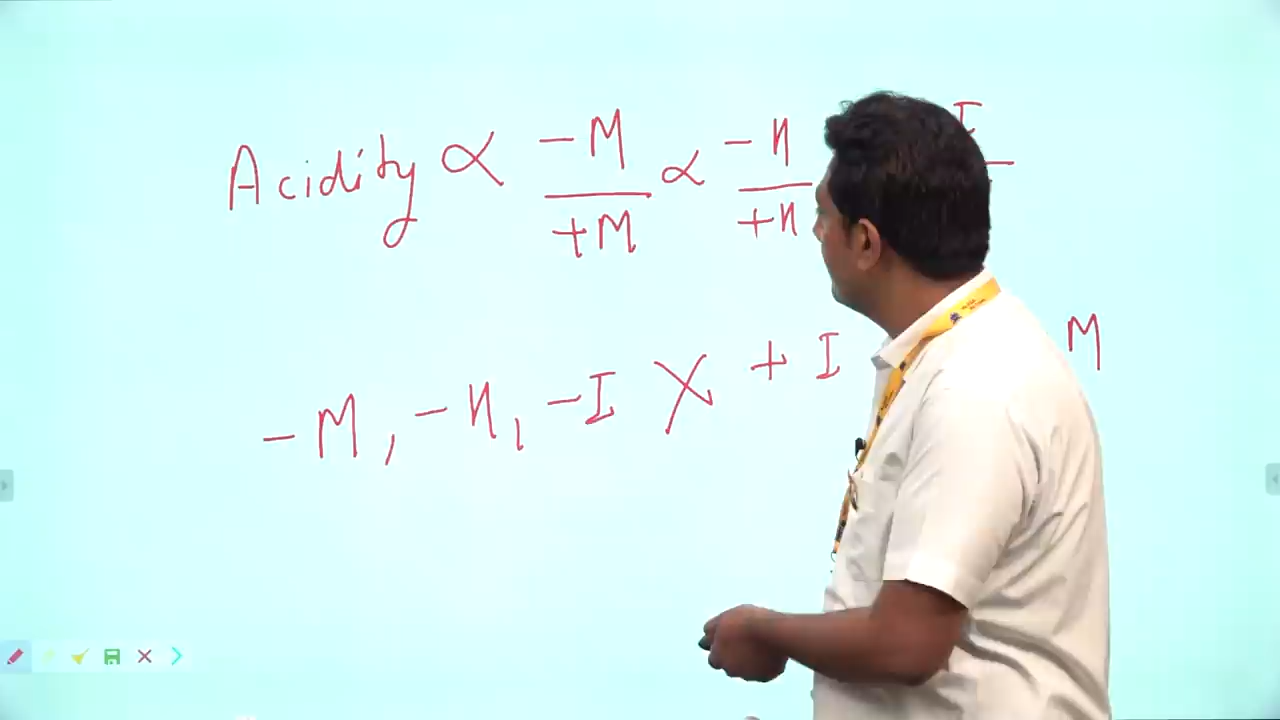 Acidity ∝ -M/+M ∝ -H/+H I
-M, -H, -I X +I M